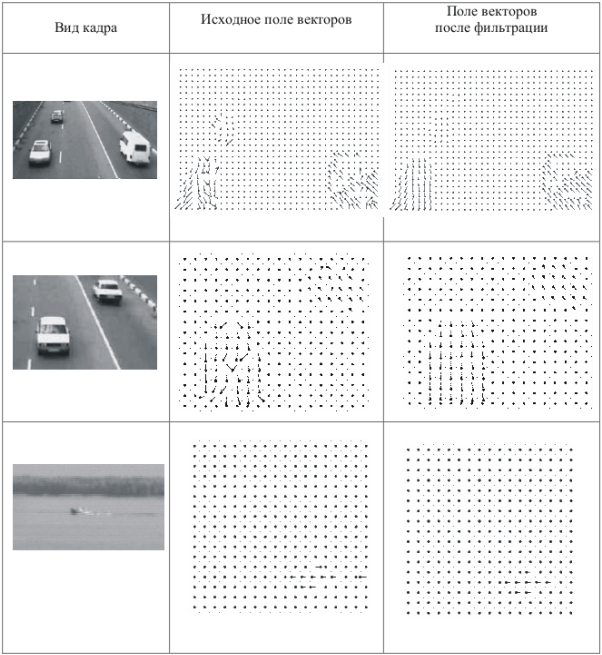 Вид кадра
Исходное поле векторов
Поле векторов
после фильтрации